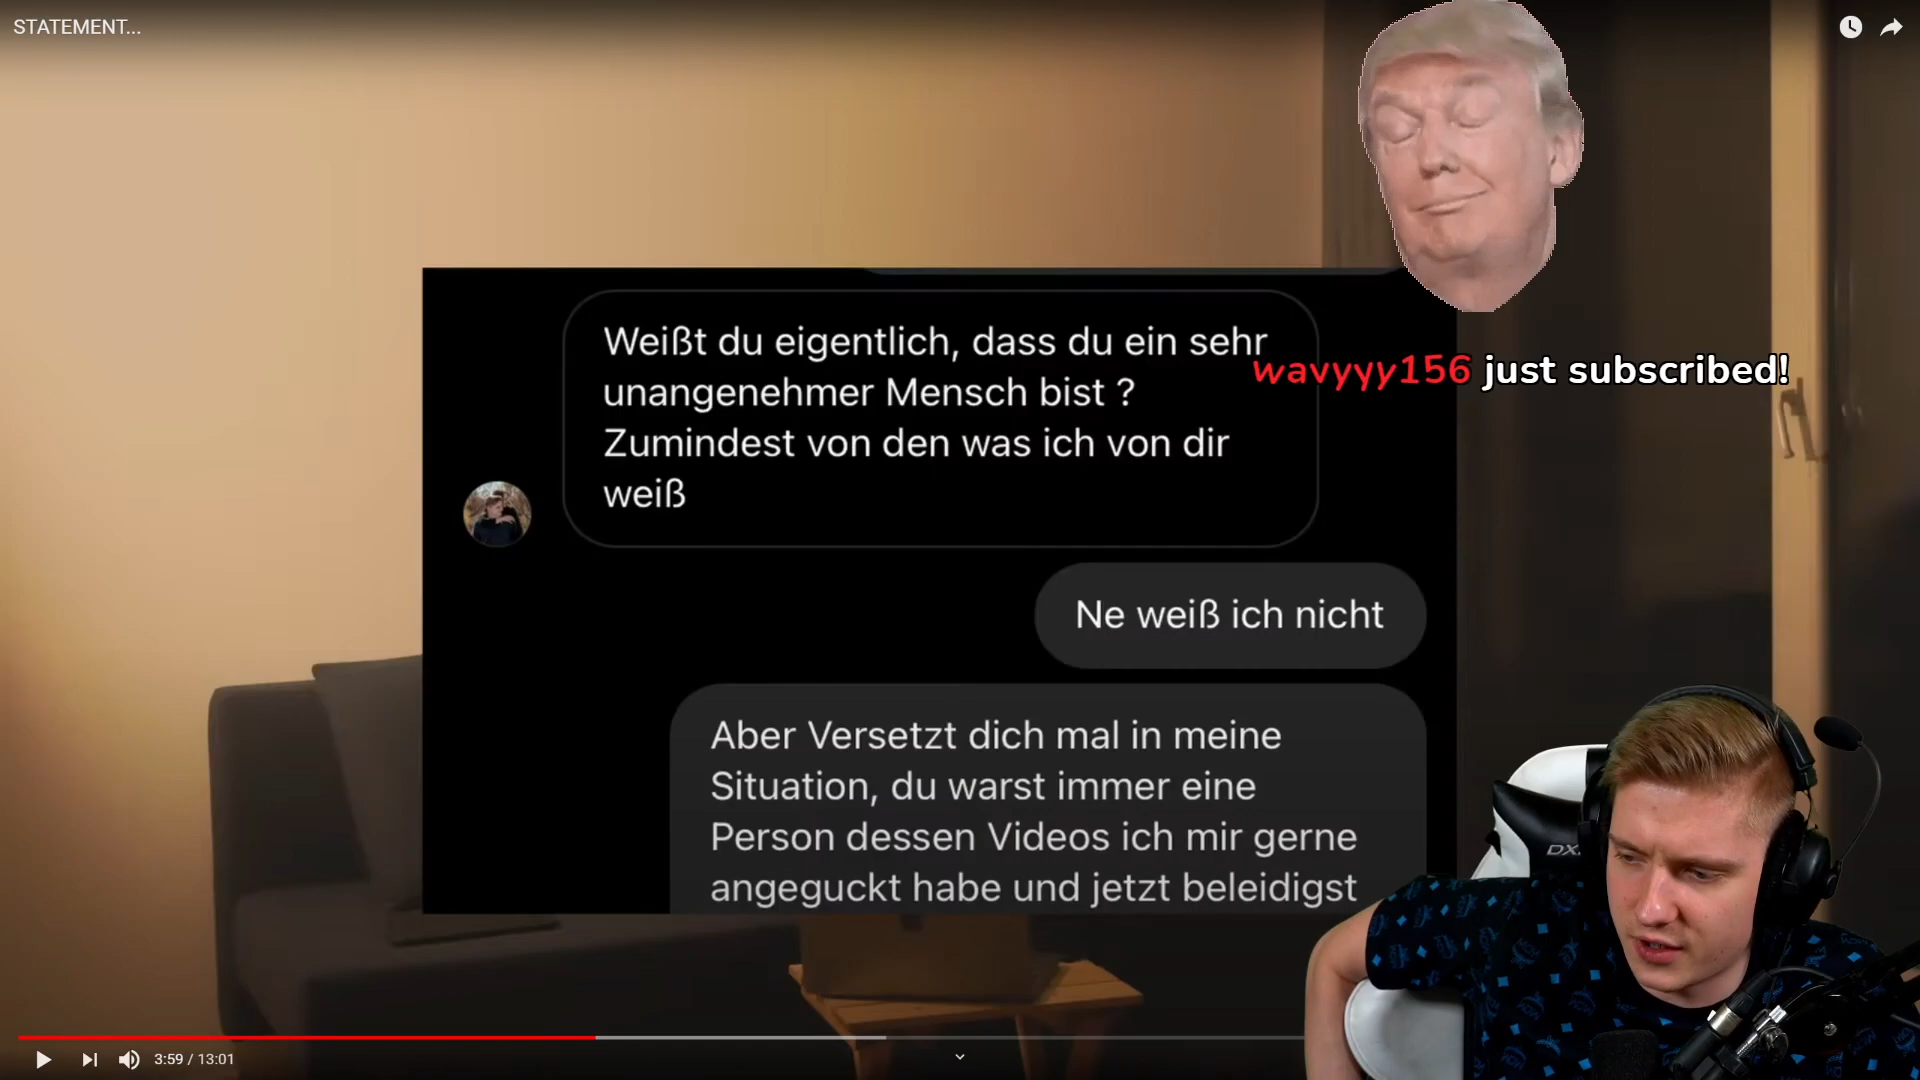 STATEMENT...
Weißt du eigentlich, dass du ein sehr
unangenehmer Mensch bist ?
Zumindest von den was ich von dir
weiß
wavyyy156 just subscribed!
Ne weiß ich nicht
Aber Versetzt dich mal in meine
Situation, du warst immer eine
Person dessen Videos ich mir gerne
angeguckt habe und jetzt beleidigst
3:59 / 13:01